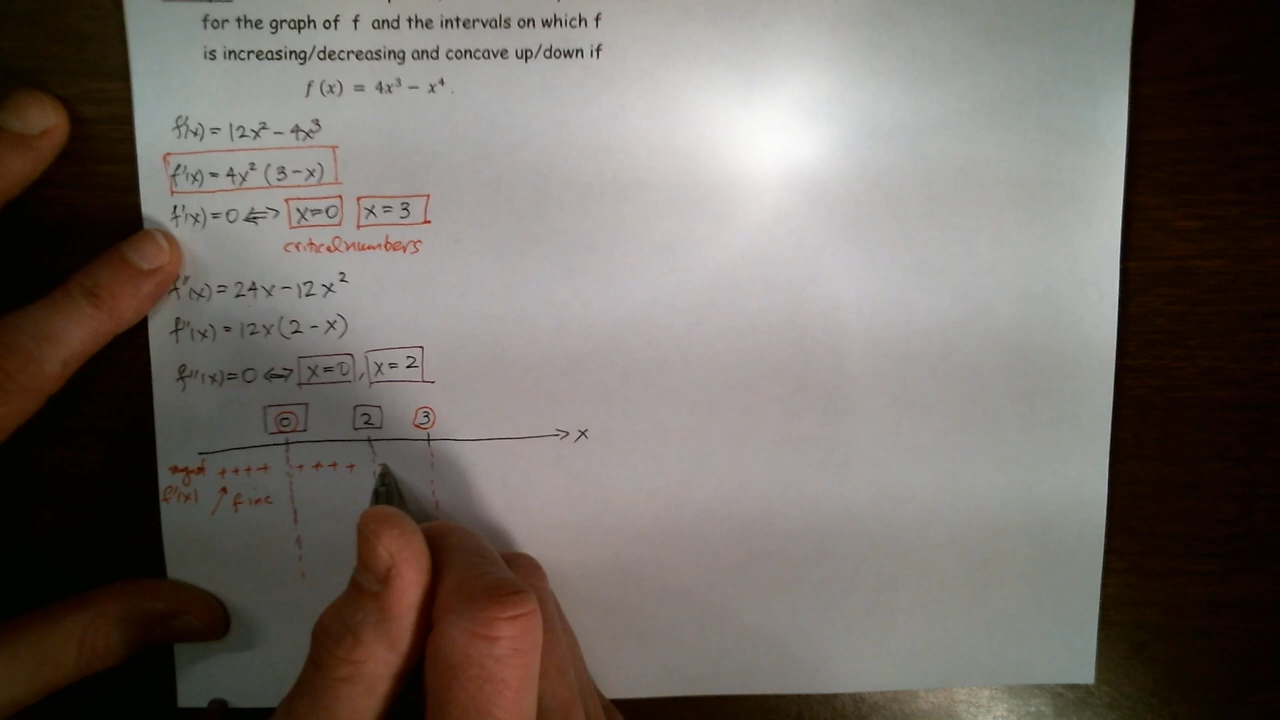 for the graph of f and the intervals on which f
is increasing/decreasing and concave up/down if
f (x) = 4x³ − x⁴.
f'(x) = 12x² − 4x³
f'(x) = 4x² (3−x)
f'(x) = 0 ⟺ x=0 x=3
critical numbers
f''(x) = 24x − 12x²
f''(x) = 12x(2−x)
f''(x) = 0 ⟺ x=0, x=2
0 2 3
x
++++ ++++
f'(x) ↗ f inc